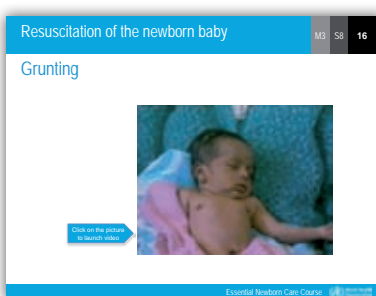 Resuscitation of the newborn baby
M3 S8 16
Grunting
Click on the picture
to launch video
Essential Newborn Care Course